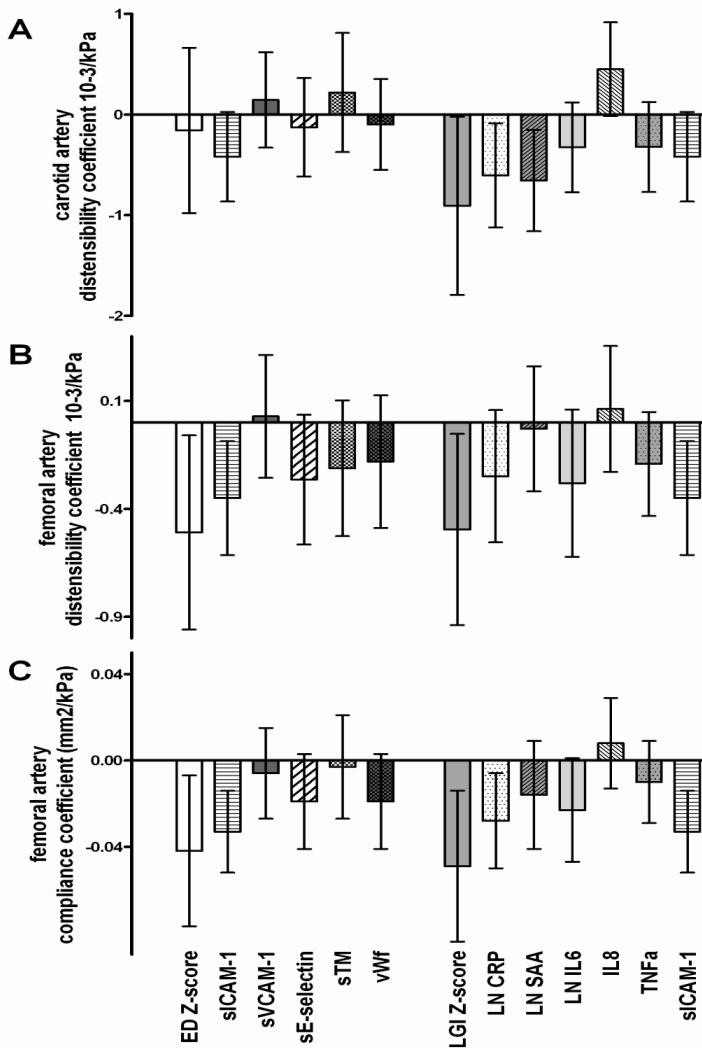 A
carotid artery
distensibility coefficient 10-3/kPa
1
0
-1
-2
B
femoral artery
distensibility coefficient 10-3/kPa
0.1
-0.4
-0.9
C
femoral artery
compliance coefficient (mm2/kPa)
0.04
0.00
-0.04
ED Z-score
sICAM-1
sVCAM-1
sE-selectin
sTM
vWf
LGI Z-score
LN CRP
LN SAA
LN IL6
IL8
TNFa
sICAM-1